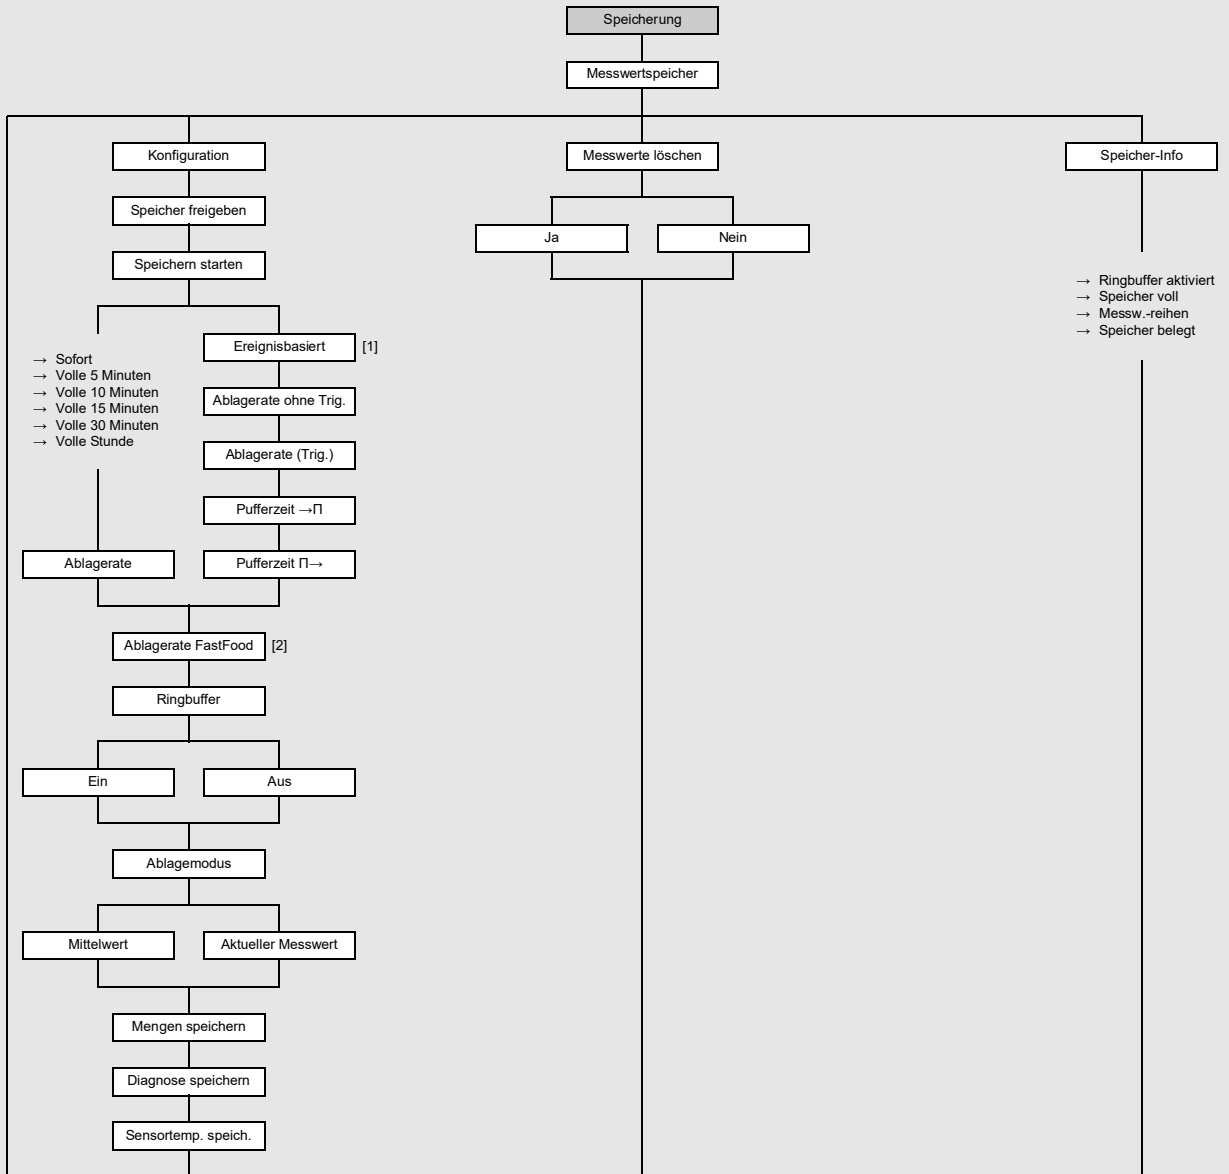 Speicherung
Messwertspeicher
Konfiguration
Messwerte löschen
Speicher-Info
Speicher freigeben
Ja
Nein
Speichern starten
→ Ringbuffer aktiviert
→ Speicher voll
→ Messw.-reihen
→ Speicher belegt
→ Sofort
→ Volle 5 Minuten
→ Volle 10 Minuten
→ Volle 15 Minuten
→ Volle 30 Minuten
→ Volle Stunde
Ereignisbasiert [1]
Ablagerate ohne Trig.
Ablagerate (Trig.)
Pufferzeit →Π
Ablagerate
Pufferzeit Π→
Ablagerate FastFood [2]
Ringbuffer
Ein
Aus
Ablagemodus
Mittelwert
Aktueller Messwert
Mengen speichern
Diagnose speichern
Sensortemp. speich.